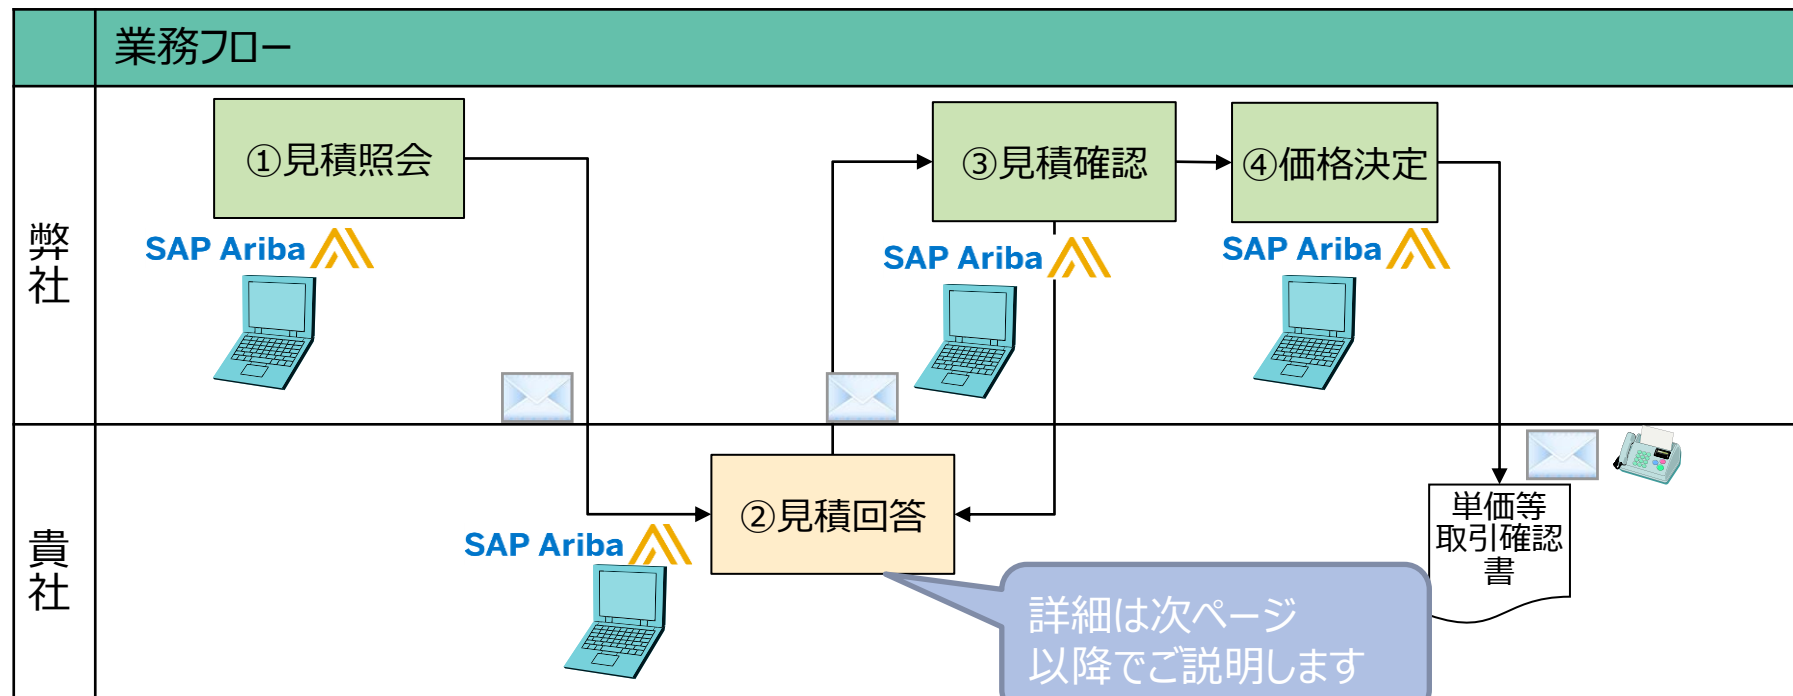 業務フロー
弊社
①見積照会
SAP Ariba
③見積確認
SAP Ariba
④価格決定
SAP Ariba
貴社
②見積回答
SAP Ariba
単価等
取引確認
書
詳細は次ページ
以降でご説明します